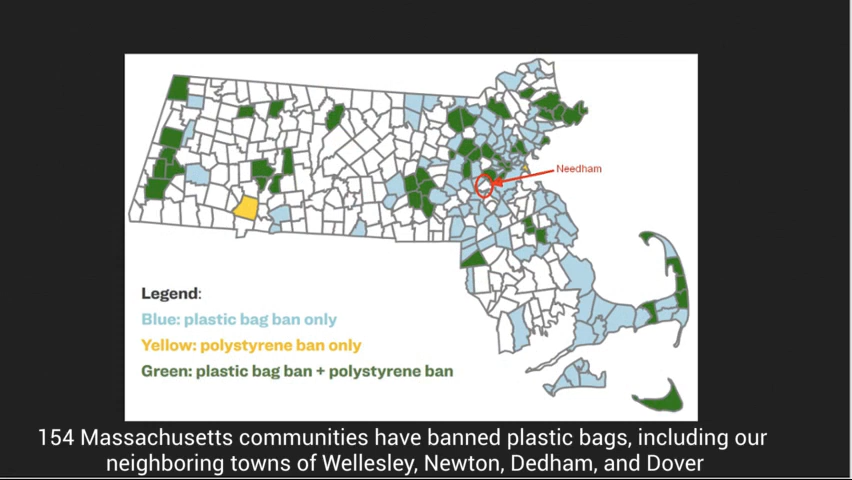 Needham
Legend:
Blue: plastic bag ban only
Yellow: polystyrene ban only
Green: plastic bag ban + polystyrene ban
154 Massachusetts communities have banned plastic bags, including our
neighboring towns of Wellesley, Newton, Dedham, and Dover